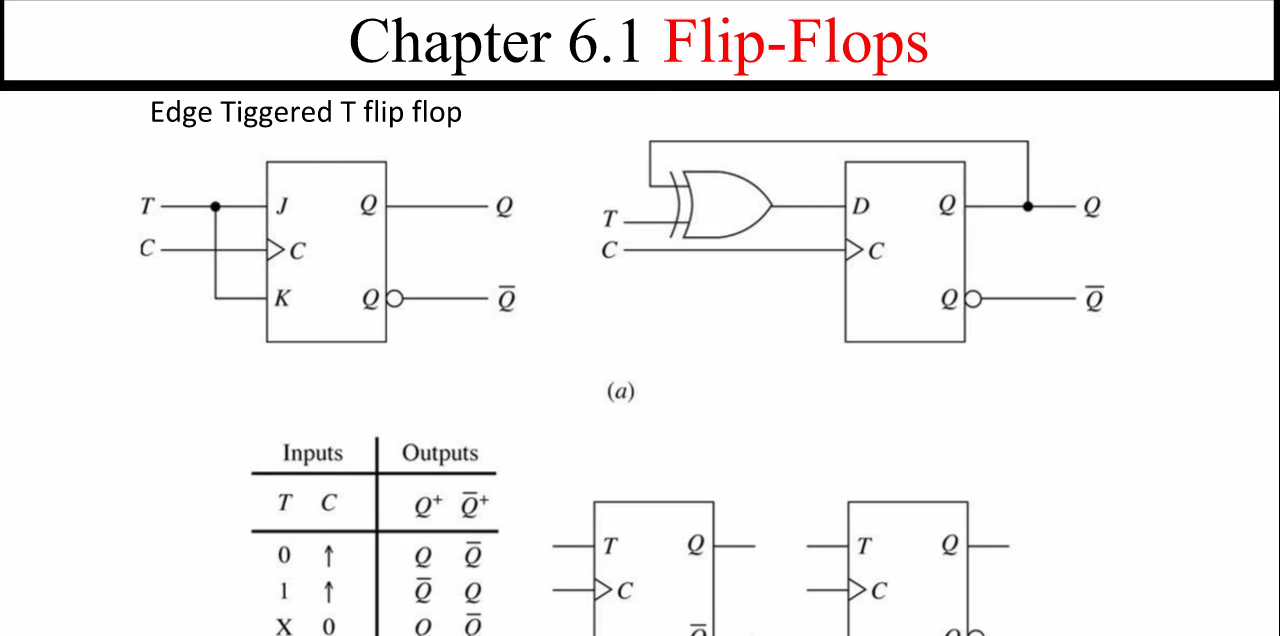 Chapter 6.1 Flip-Flops
Edge Tiggered T flip flop
T J Q Q
C C
K Q Q̅
T D Q Q
C C
Q Q̅
(a)
Inputs Outputs
T C Q⁺ Q̅⁺
0 ↑ Q Q̅
1 ↑ Q̅ Q
X 0 Q Q̅
T Q
C
Q̅
T Q
C
Q